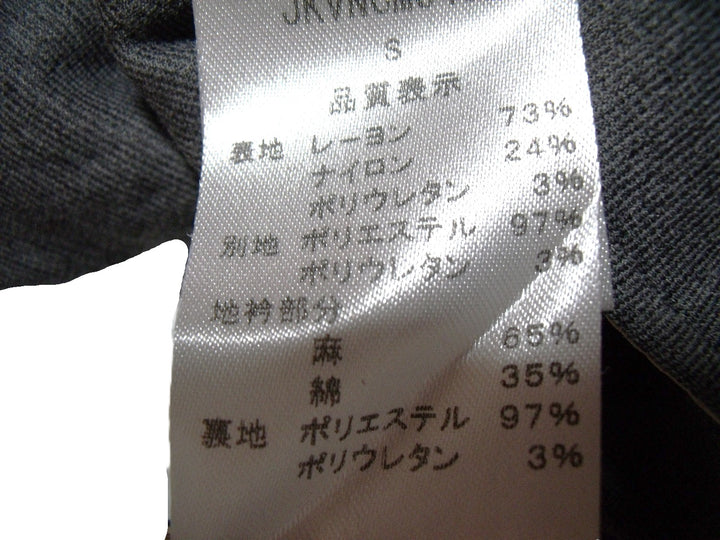 S
品質表示
表地 レーヨン 73%
ナイロン 24%
ポリウレタン 3%
別地 ポリエステル 97%
ポリウレタン 3%
地衿部分
麻 65%
綿 35%
裏地 ポリエステル 97%
ポリウレタン 3%